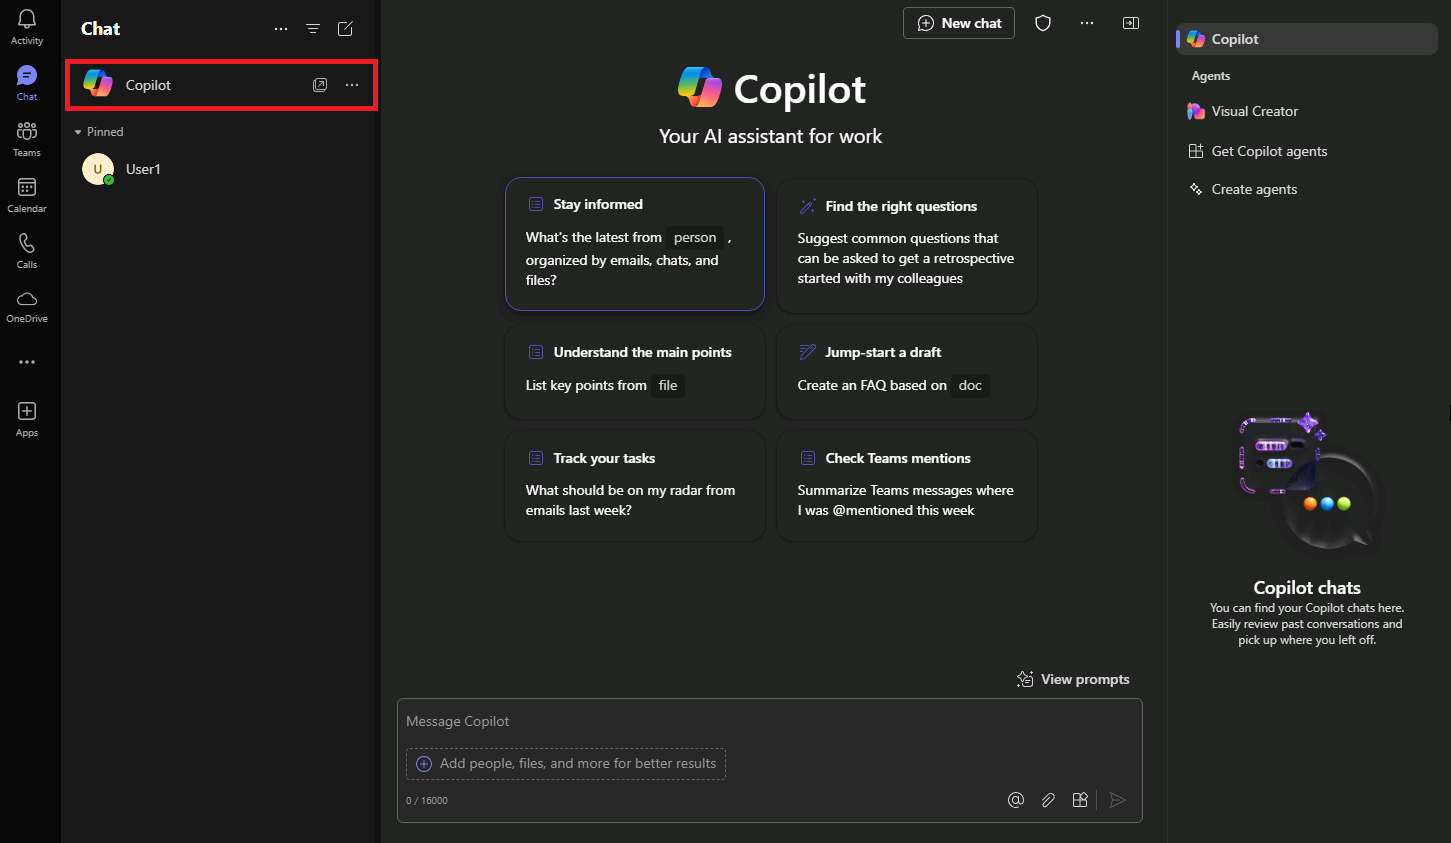 Activity
Chat
Teams
Calendar
Calls
OneDrive
Apps
Chat
Copilot
Pinned
U
User1
New chat
Copilot
Your AI assistant for work
Stay informed
What's the latest from person ,
organized by emails, chats, and
files?
Find the right questions
Suggest common questions that
can be asked to get a retrospective
started with my colleagues
Understand the main points
List key points from file
Jump-start a draft
Create an FAQ based on doc
Track your tasks
What should be on my radar from
emails last week?
Check Teams mentions
Summarize Teams messages where
I was @mentioned this week
View prompts
Message Copilot
Add people, files, and more for better results
0 / 16000
Copilot
Agents
Visual Creator
Get Copilot agents
Create agents
Copilot chats
You can find your Copilot chats here.
Easily review past conversations and
pick up where you left off.